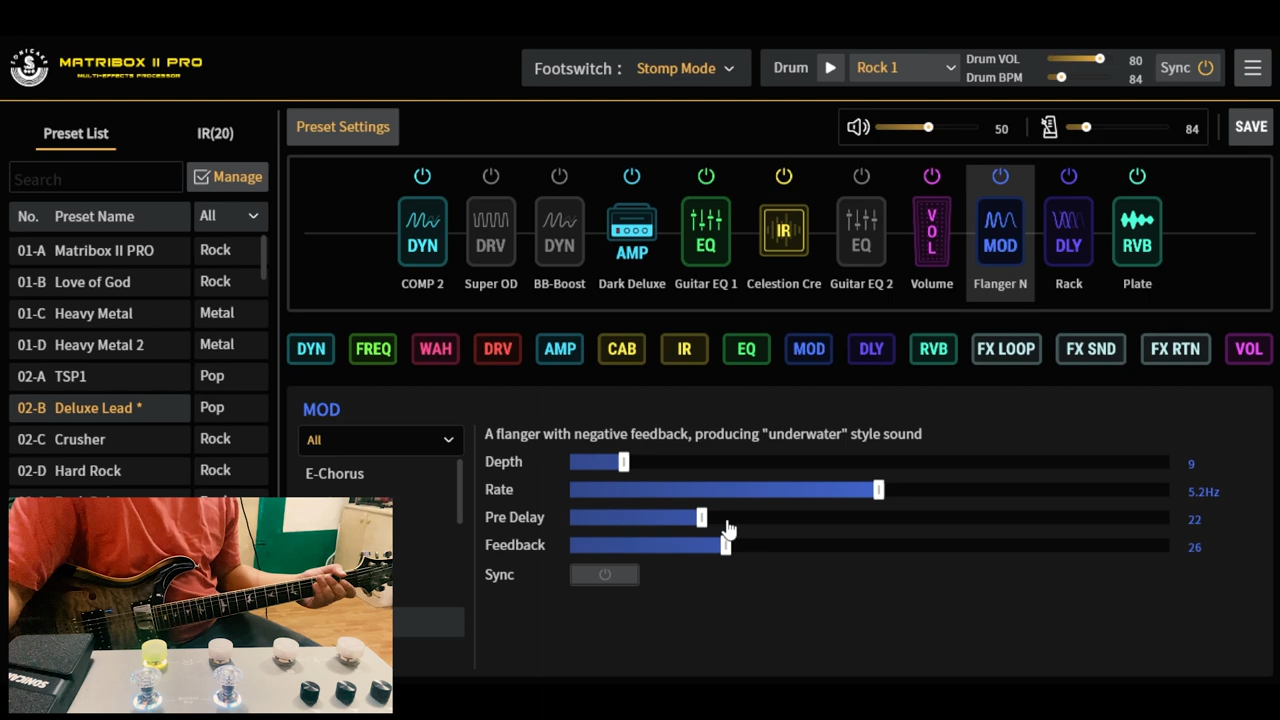 SONICAKE
MATRIBOX II PRO
MULTI-EFFECTS PROCESSOR
Footswitch : Stomp Mode
Drum Rock 1 Drum VOL 80
Drum BPM 84
Sync
Preset List IR(20)
Preset Settings
50 84 SAVE
Search Manage
No. Preset Name All
01-A Matribox II PRO Rock
01-B Love of God Rock
01-C Heavy Metal Metal
01-D Heavy Metal 2 Metal
02-A TSP1 Pop
02-B Deluxe Lead * Pop
02-C Crusher Rock
02-D Hard Rock Rock
DYN DRV DYN AMP EQ IR EQ VOL MOD DLY RVB
COMP 2 Super OD BB-Boost Dark Deluxe Guitar EQ 1 Celestion Cre Guitar EQ 2 Volume Flanger N Rack Plate
DYN FREQ WAH DRV AMP CAB IR EQ MOD DLY RVB FX LOOP FX SND FX RTN VOL
MOD
All
E-Chorus
A flanger with negative feedback, producing "underwater" style sound
Depth 9
Rate 5.2Hz
Pre Delay 22
Feedback 26
Sync